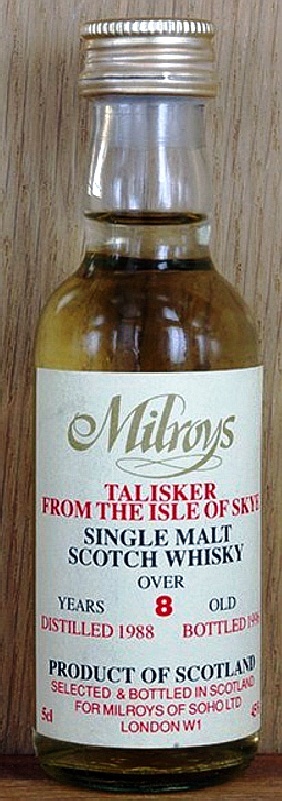 Milroys
TALISKER
FROM THE ISLE OF SKYE
SINGLE MALT
SCOTCH WHISKY
OVER
YEARS 8 OLD
DISTILLED 1988 BOTTLED
PRODUCT OF SCOTLAND
SELECTED & BOTTLED IN SCOTLAND
FOR MILROYS OF SOHO LTD
5cl LONDON W1